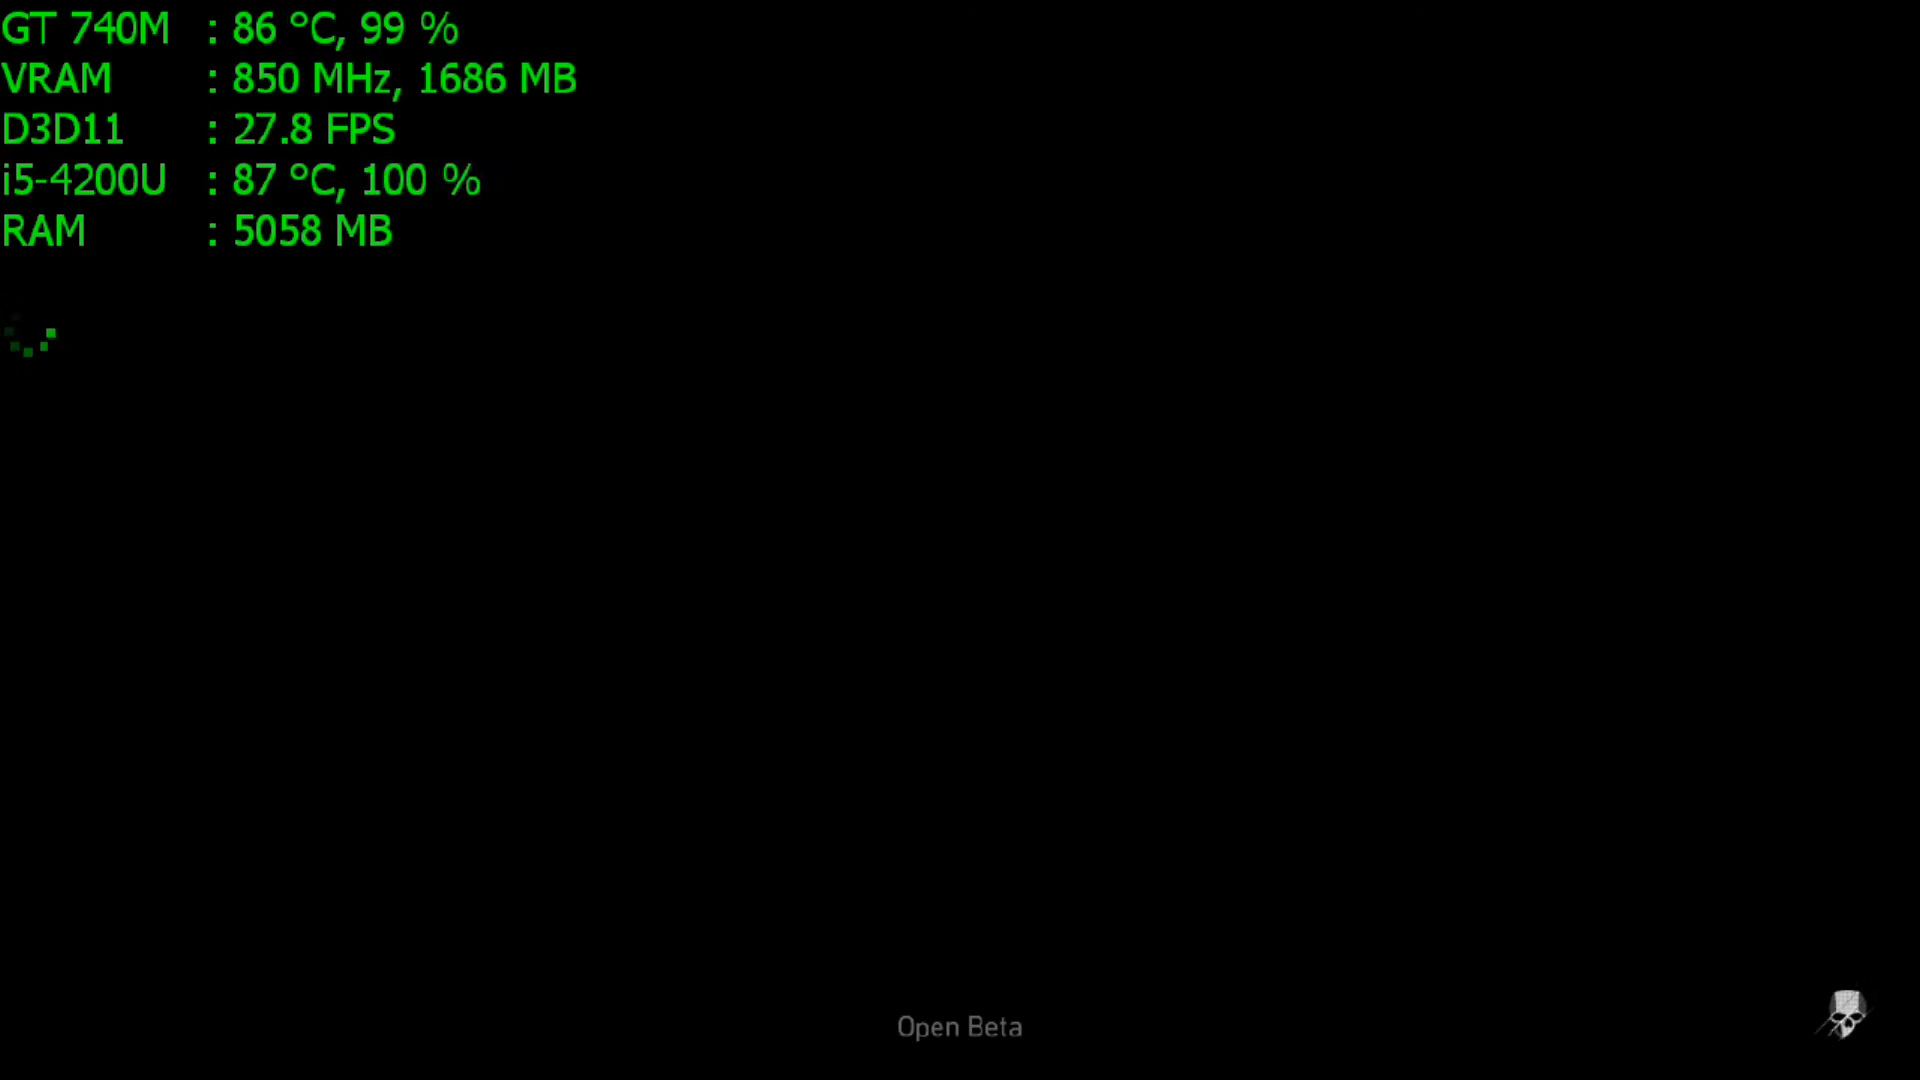 GT 740M : 86 °C, 99 %
VRAM : 850 MHz, 1686 MB
D3D11 : 27.8 FPS
i5-4200U : 87 °C, 100 %
RAM : 5058 MB
Open Beta